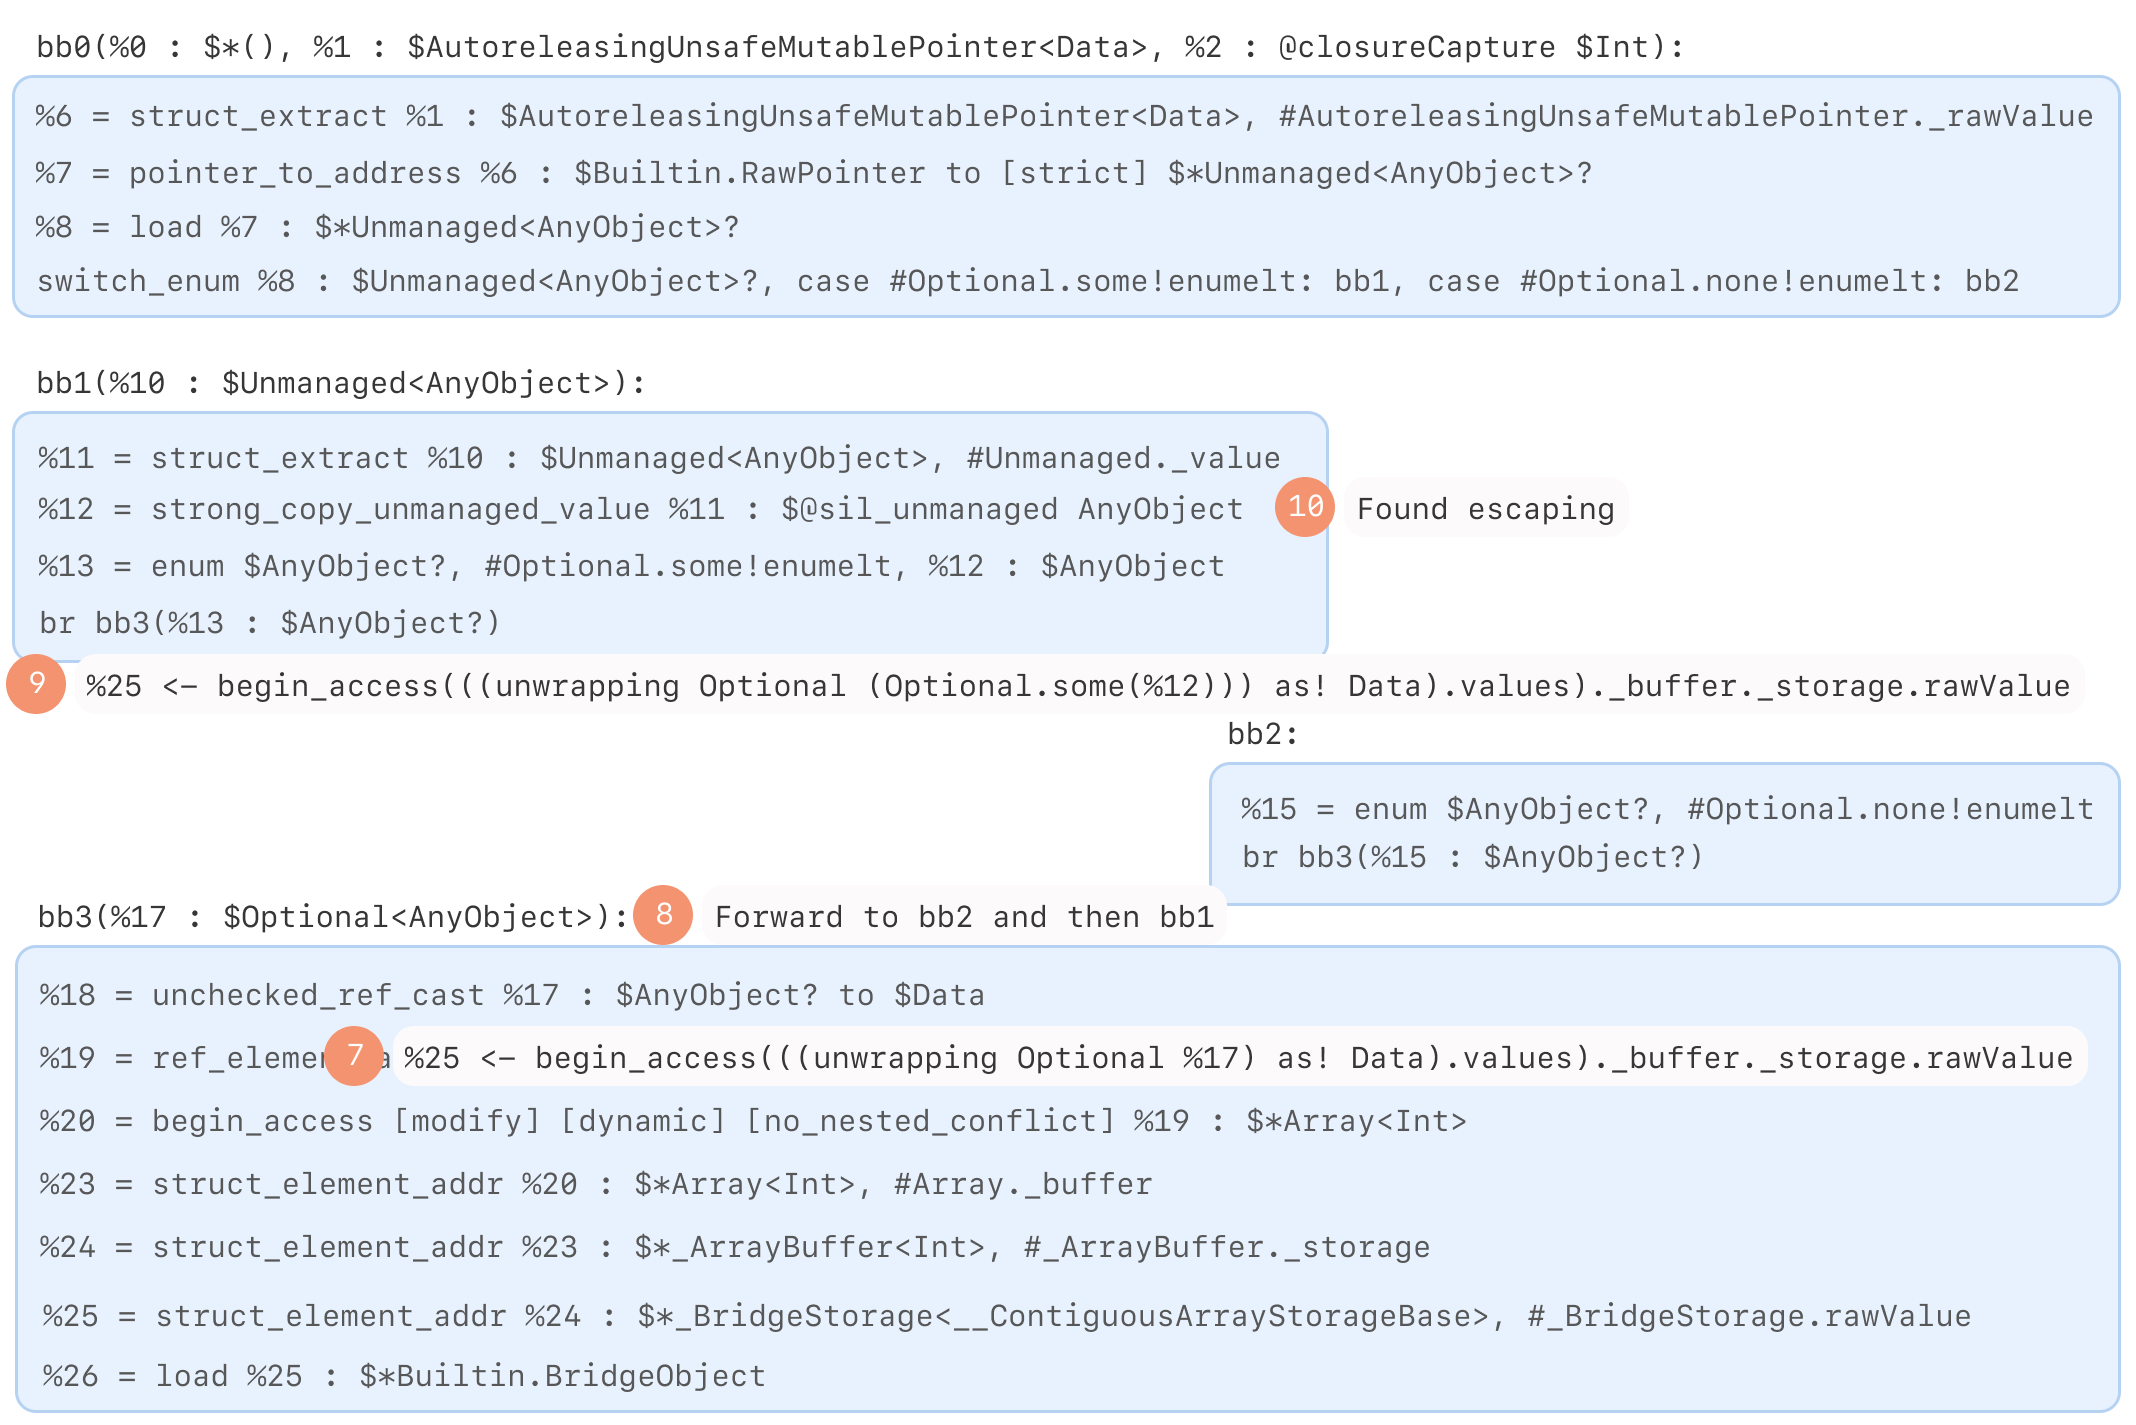 bb0(%0 : $*(), %1 : $AutoreleasingUnsafeMutablePointer<Data>, %2 : @closureCapture $Int):
%6 = struct_extract %1 : $AutoreleasingUnsafeMutablePointer<Data>, #AutoreleasingUnsafeMutablePointer._rawValue
%7 = pointer_to_address %6 : $Builtin.RawPointer to [strict] $*Unmanaged<AnyObject>?
%8 = load %7 : $*Unmanaged<AnyObject>?
switch_enum %8 : $Unmanaged<AnyObject>?, case #Optional.some!enumelt: bb1, case #Optional.none!enumelt: bb2
bb1(%10 : $Unmanaged<AnyObject>):
%11 = struct_extract %10 : $Unmanaged<AnyObject>, #Unmanaged._value
%12 = strong_copy_unmanaged_value %11 : $@sil_unmanaged AnyObject 10 Found escaping
%13 = enum $AnyObject?, #Optional.some!enumelt, %12 : $AnyObject
br bb3(%13 : $AnyObject?)
9 %25 <- begin_access(((unwrapping Optional (Optional.some(%12))) as! Data).values)._buffer._storage.rawValue
bb2:
%15 = enum $AnyObject?, #Optional.none!enumelt
br bb3(%15 : $AnyObject?)
bb3(%17 : $Optional<AnyObject>): 8 Forward to bb2 and then bb1
%18 = unchecked_ref_cast %17 : $AnyObject? to $Data
%19 = 7 %25 <- begin_access(((unwrapping Optional %17) as! Data).values)._buffer._storage.rawValue
%20 = begin_access [modify] [dynamic] [no_nested_conflict] %19 : $*Array<Int>
%23 = struct_element_addr %20 : $*Array<Int>, #Array._buffer
%24 = struct_element_addr %23 : $*_ArrayBuffer<Int>, #_ArrayBuffer._storage
%25 = struct_element_addr %24 : $*_BridgeStorage<__ContiguousArrayStorageBase>, #_BridgeStorage.rawValue
%26 = load %25 : $*Builtin.BridgeObject